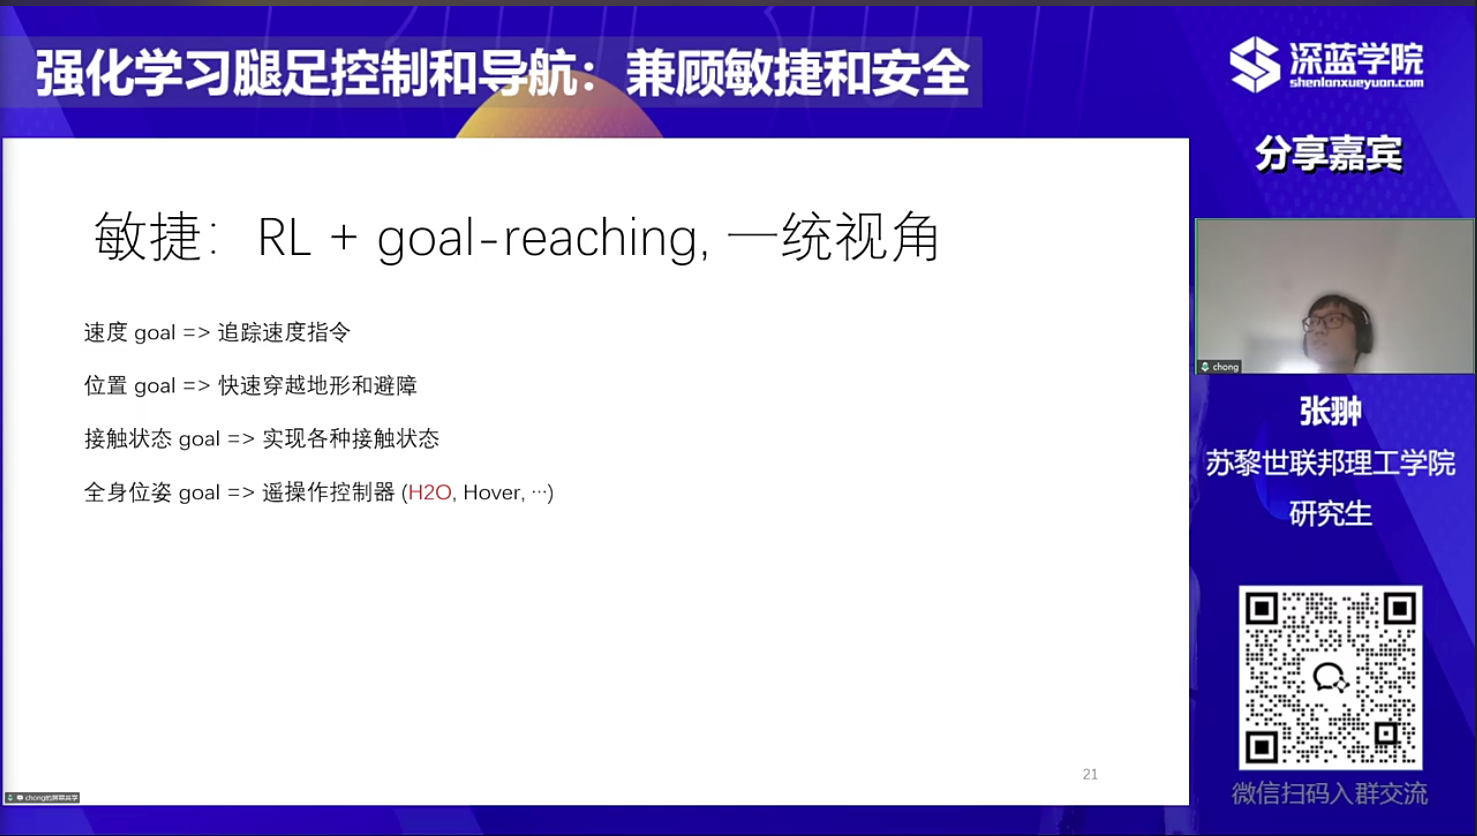 强化学习腿足控制和导航：兼顾敏捷和安全
深蓝学院
shenlanxueyuan.com
分享嘉宾
敏捷：RL + goal-reaching, 一统视角
速度 goal => 追踪速度指令
位置 goal => 快速穿越地形和避障
接触状态 goal => 实现各种接触状态
全身位姿 goal => 遥操作控制器 (H2O, Hover, …)
21
chong的屏幕共享
chong
张翀
苏黎世联邦理工学院
研究生
微信扫码入群交流